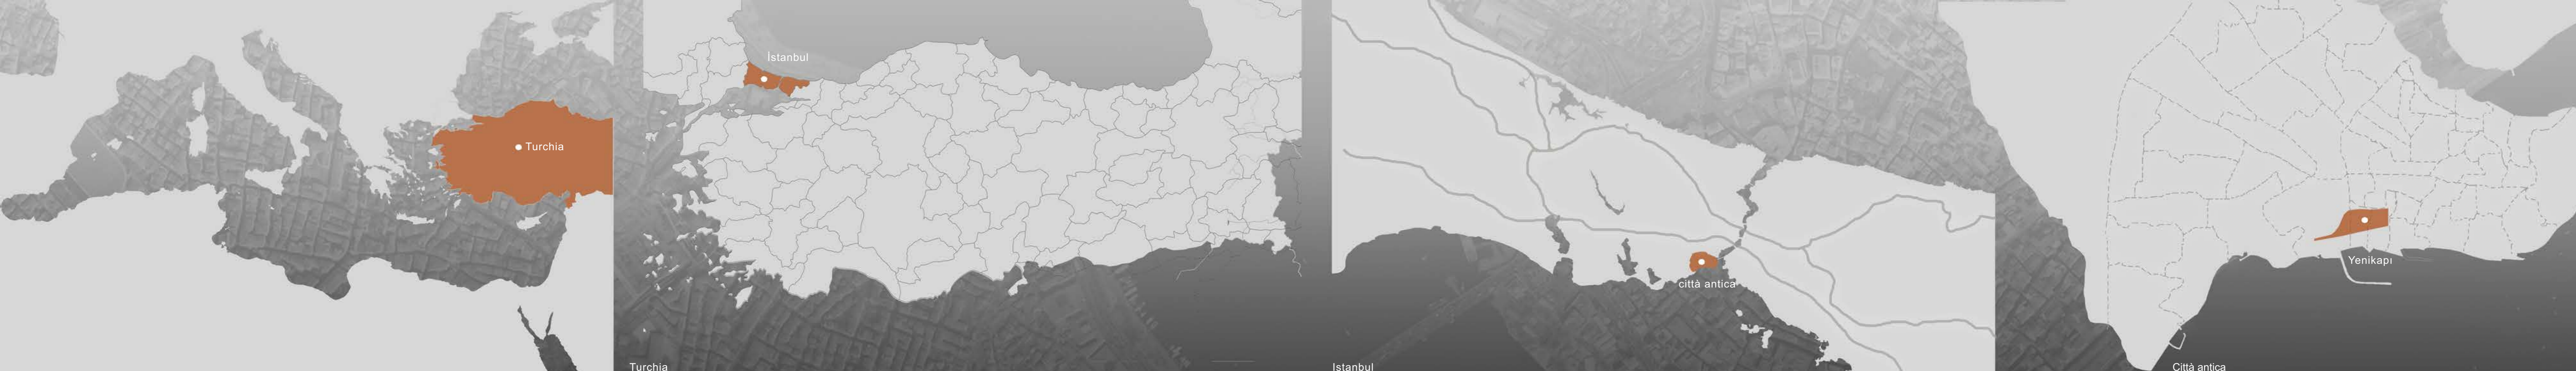 Turchia
İstanbul
Turchia
città antica
Istanbul
Yenikapı
Città antica